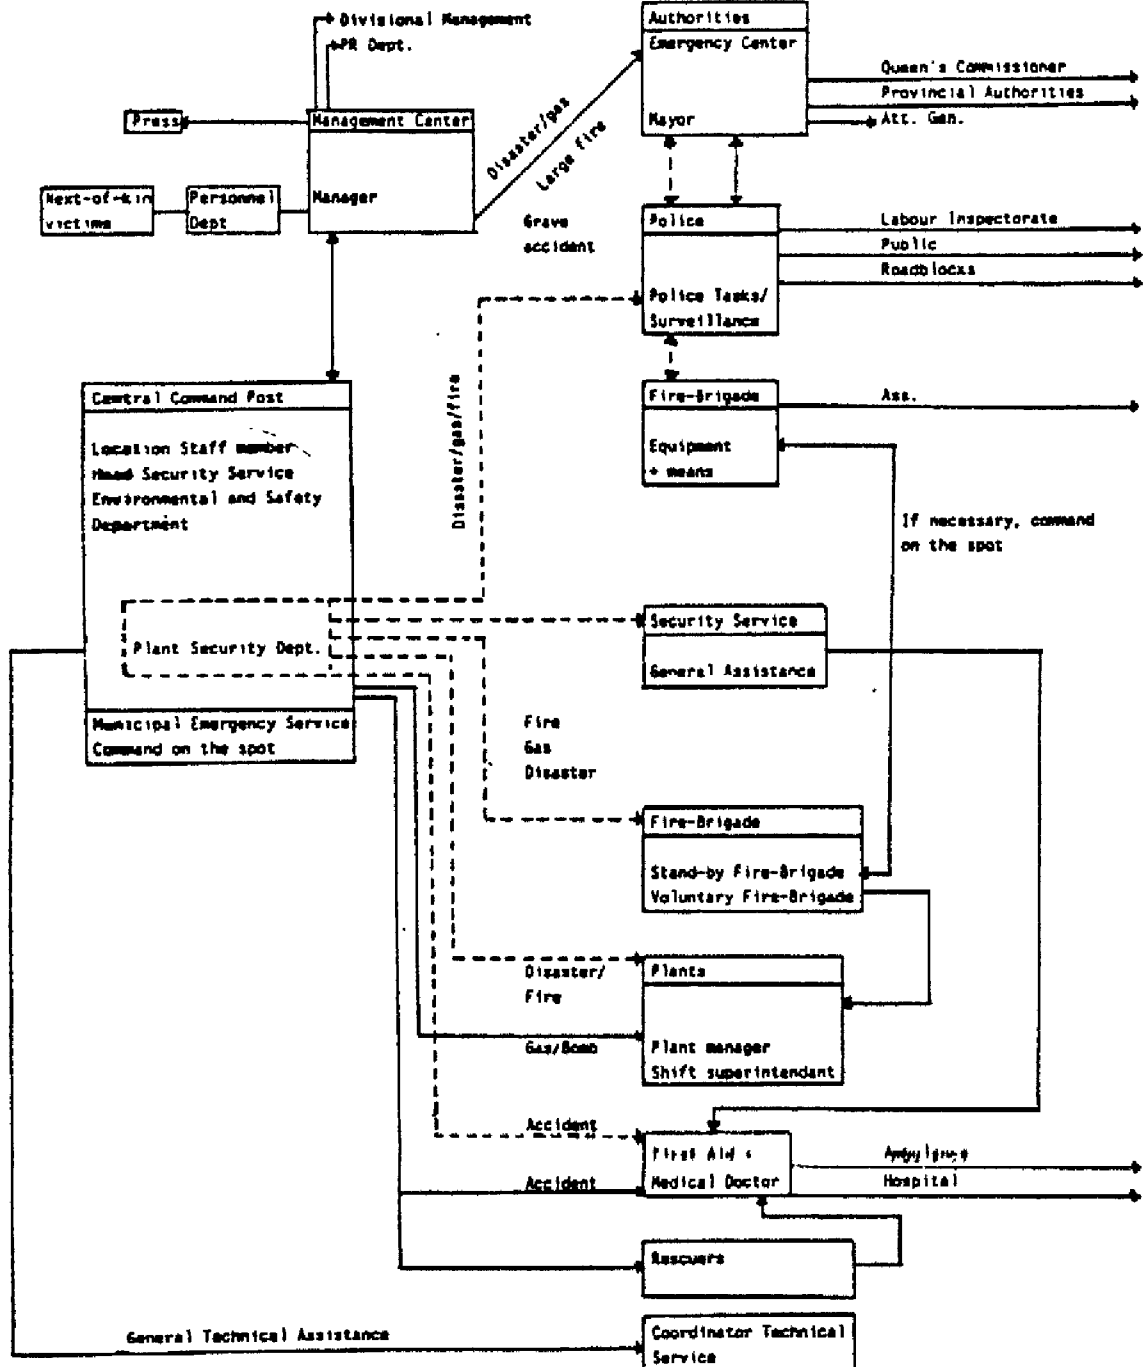 Divisional Management
PR Dept.
Authorities
Emergency Center
Mayor
Queen's Commissioner
Provincial Authorities
Att. Gen.
Press
Management Center
Manager
Disaster/gas
Large fire
Next-of-kin
victims
Personnel
Dept
Grave
accident
Police
Police Tasks/
Surveillance
Labour Inspectorate
Public
Roadblocks
Central Command Post
Location Staff member
Head Security Service
Environmental and Safety
Department
Disaster/gas/fire
Fire-Brigade
Equipment
+ means
Ass.
If necessary, command
on the spot
Plant Security Dept.
Security Service
General Assistance
Municipal Emergency Service
Command on the spot
Fire
Gas
Disaster
Fire-Brigade
Stand-by Fire-Brigade
Voluntary Fire-Brigade
Disaster/
Fire
Plants
Gas/Bomb
Plant manager
Shift superintendant
Accident
First Aid +
Medical Doctor
Accident
Ambulance
Hospital
Rescuers
General Technical Assistance
Coordinator Technical
Service